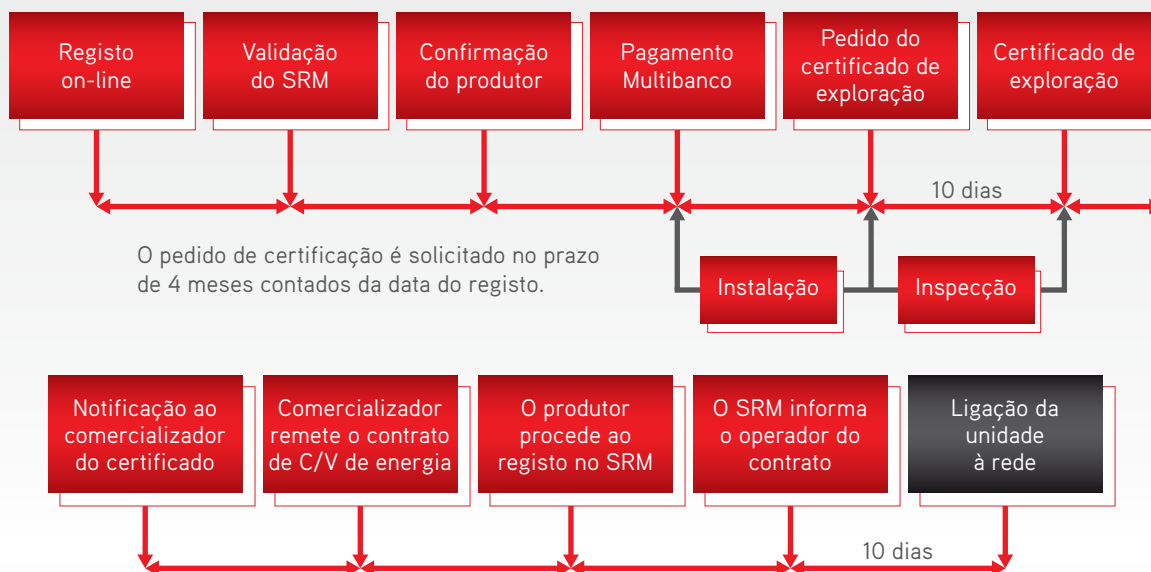 Registo
on-line
Validação
do SRM
Confirmação
do produtor
Pagamento
Multibanco
Pedido do
certificado de
exploração
Certificado de
exploração
10 dias
O pedido de certificação é solicitado no prazo
de 4 meses contados da data do registo.
Instalação
Inspecção
Notificação ao
comercializador
do certificado
Comercializador
remete o contrato
de C/V de energia
O produtor
procede ao
registo no SRM
O SRM informa
o operador do
contrato
Ligação da
unidade
à rede
10 dias